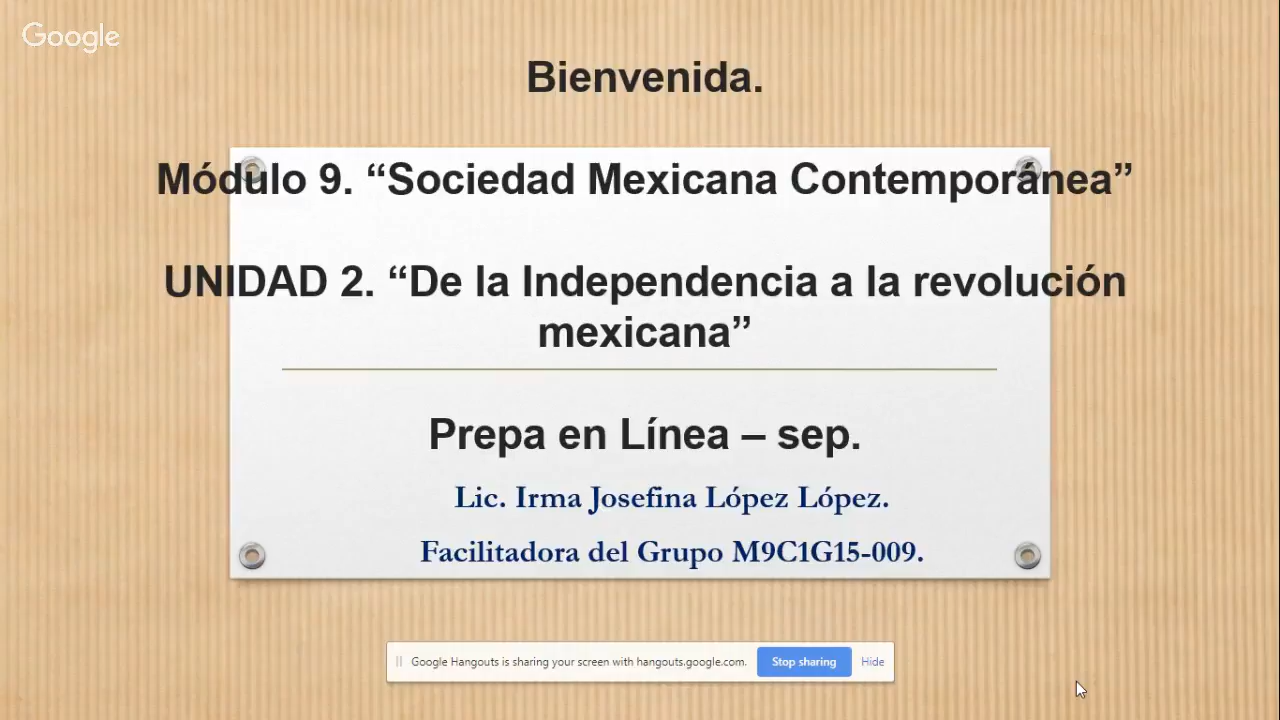 Google
Bienvenida.
Módulo 9. “Sociedad Mexicana Contemporánea”
UNIDAD 2. “De la Independencia a la revolución
mexicana”
Prepa en Línea – sep.
Lic. Irma Josefina López López.
Facilitadora del Grupo M9C1G15-009.
Google Hangouts is sharing your screen with hangouts.google.com. Stop sharing Hide